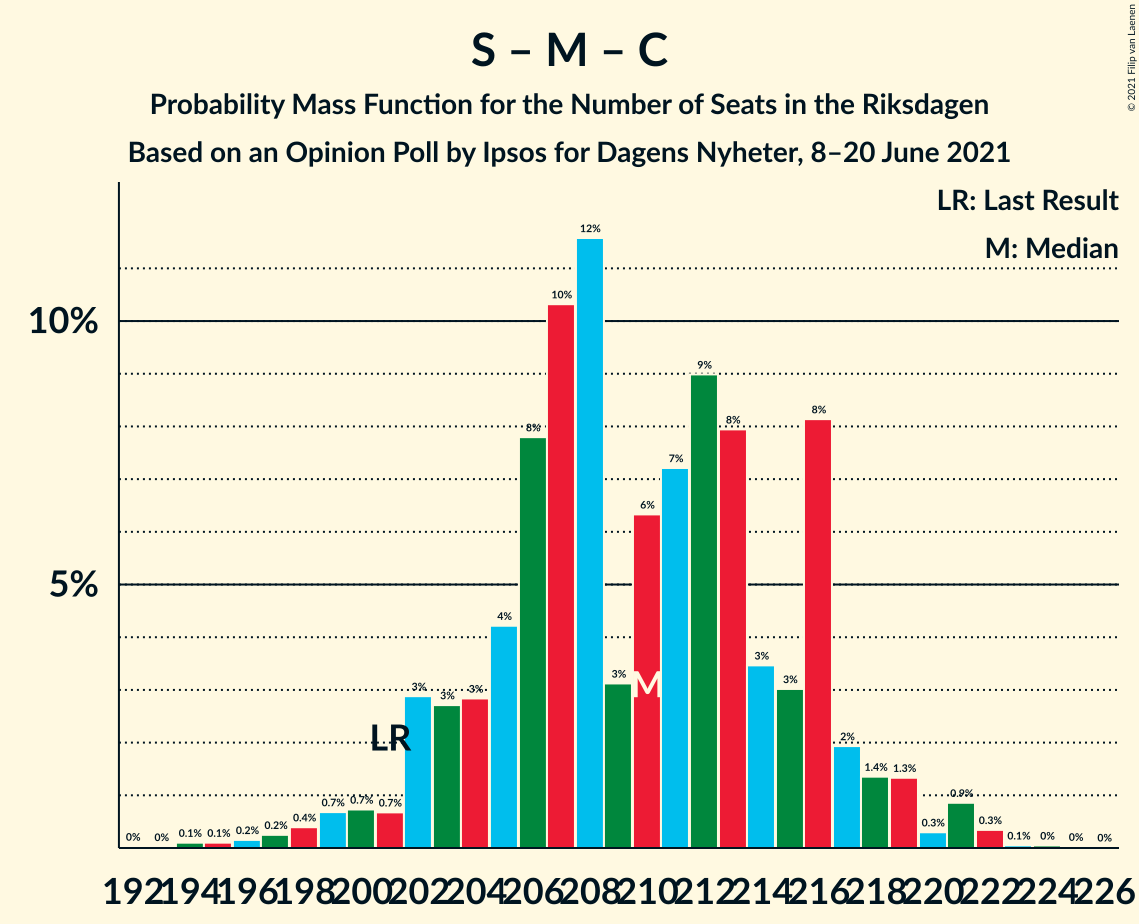 S – M – C
Probability Mass Function for the Number of Seats in the Riksdagen
Based on an Opinion Poll by Ipsos for Dagens Nyheter, 8–20 June 2021
© 2021 Filip van Laenen
LR: Last Result
M: Median
10%
5%
0% 0% 0.1% 0.1% 0.2% 0.2% 0.4% 0.7% 0.7% 0.7% 3% 3% 3% 4% 8% 10% 12% 3% 6% 7% 9% 8% 3% 3% 8% 2% 1.4% 1.3% 0.3% 0.9% 0.3% 0.1% 0% 0% 0%
LR
M
192 194 196 198 200 202 204 206 208 210 212 214 216 218 220 222 224 226